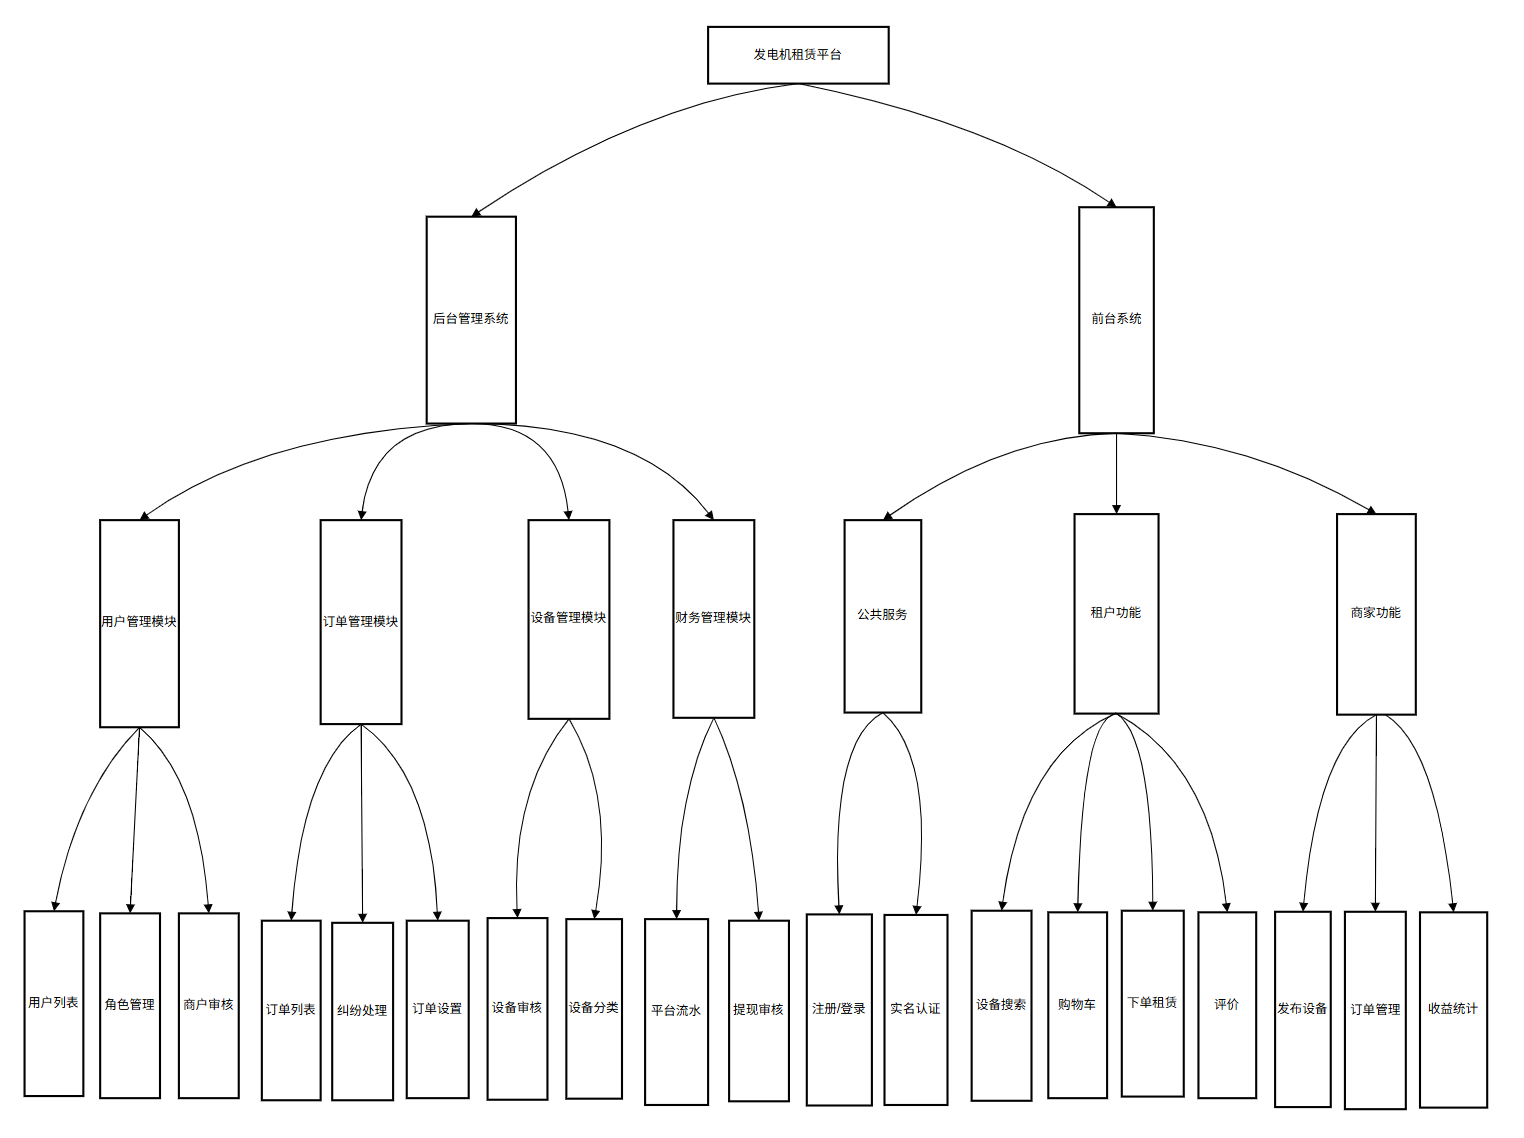 发电机租赁平台
后台管理系统
前台系统
用户管理模块
订单管理模块
设备管理模块
财务管理模块
公共服务
租户功能
商家功能
用户列表
角色管理
商户审核
订单列表
纠纷处理
订单设置
设备审核
设备分类
平台流水
提现审核
注册/登录
实名认证
设备搜索
购物车
下单租赁
评价
发布设备
订单管理
收益统计